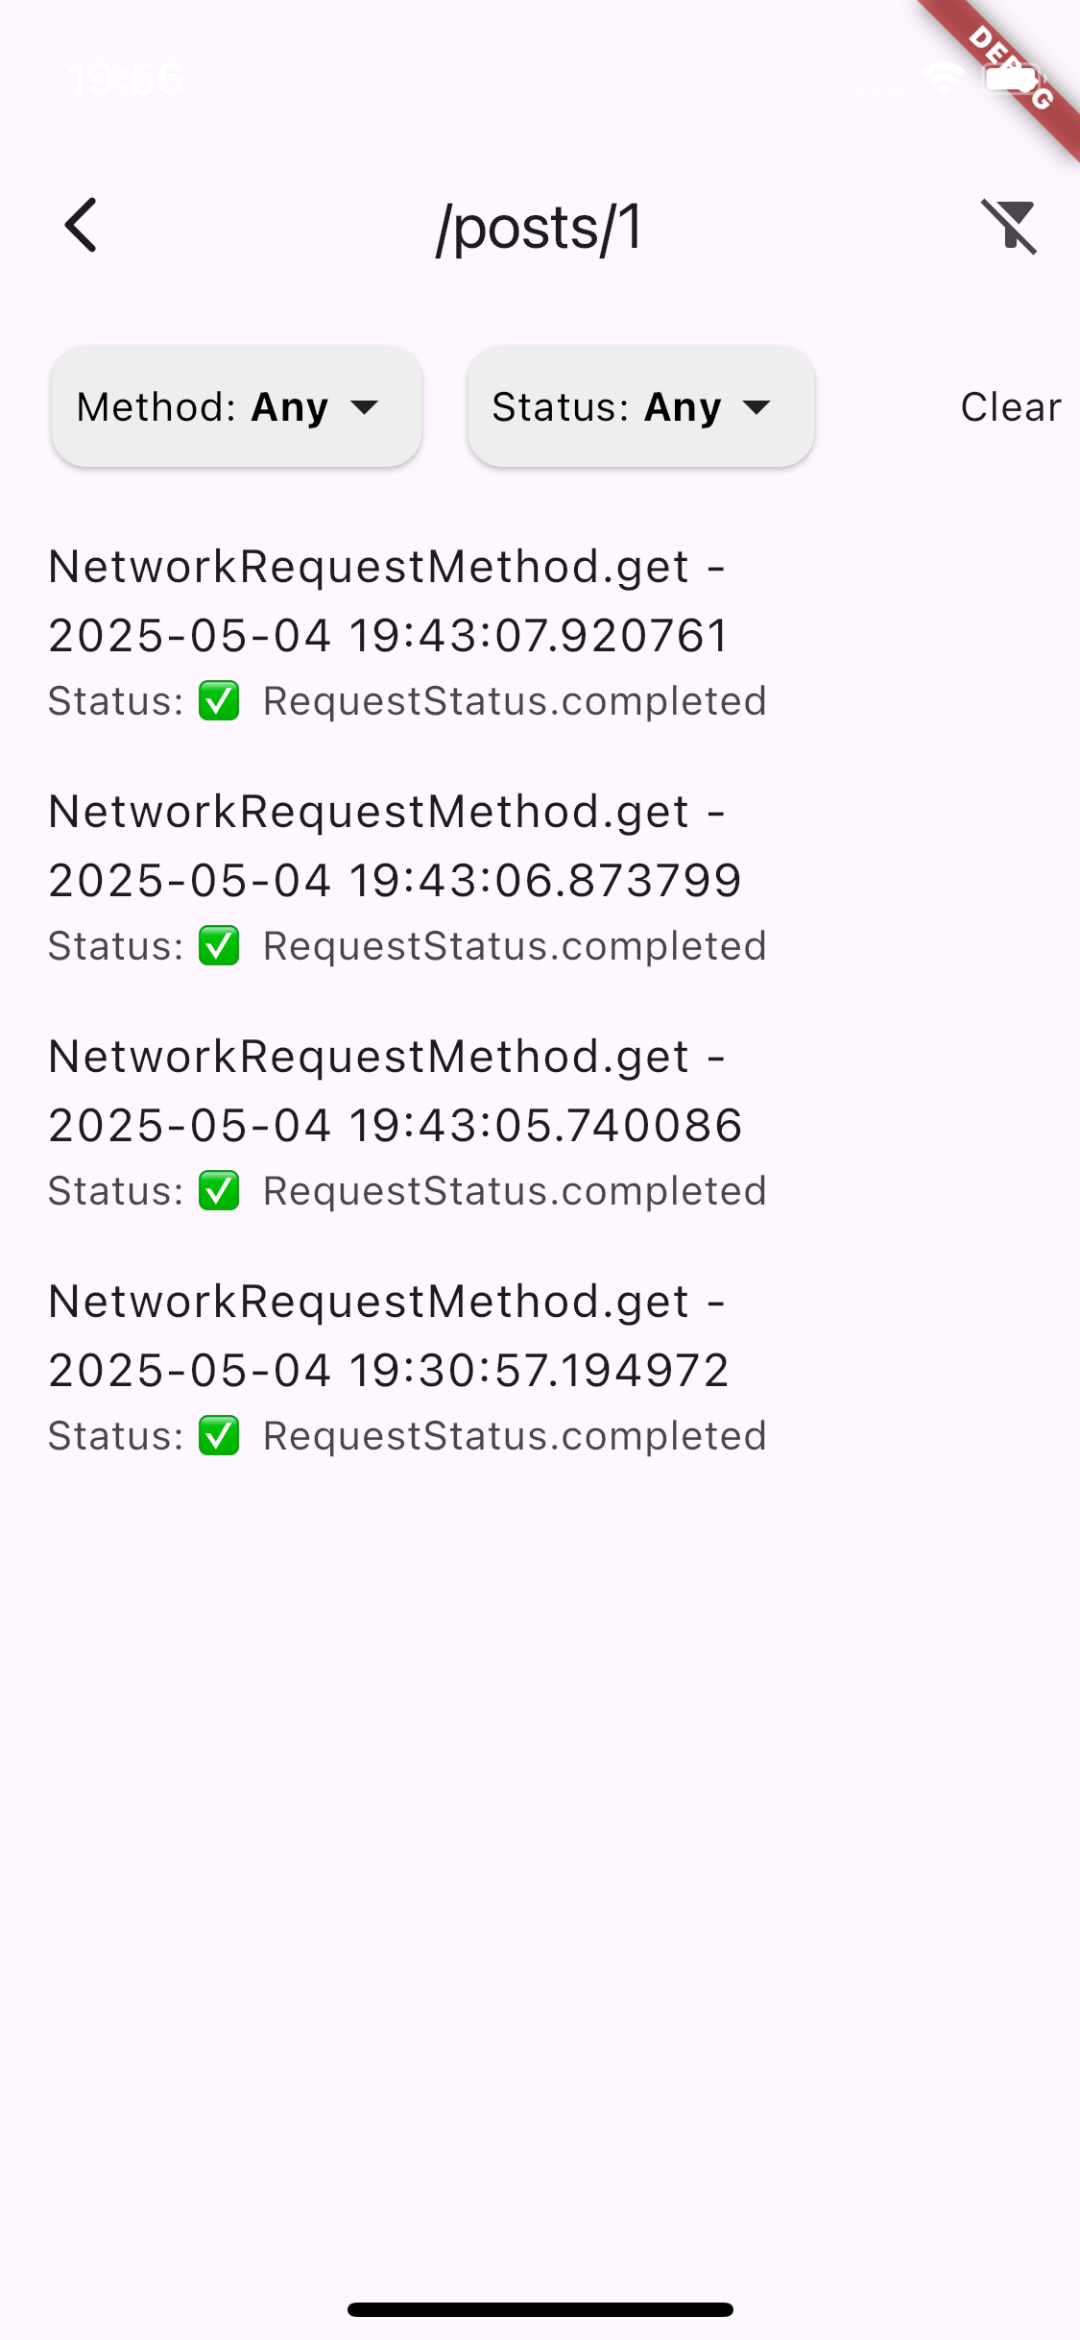 19:56
/posts/1
Method: Any
Status: Any
Clear
NetworkRequestMethod.get -
2025-05-04 19:43:07.920761
Status: ✅ RequestStatus.completed
NetworkRequestMethod.get -
2025-05-04 19:43:06.873799
Status: ✅ RequestStatus.completed
NetworkRequestMethod.get -
2025-05-04 19:43:05.740086
Status: ✅ RequestStatus.completed
NetworkRequestMethod.get -
2025-05-04 19:30:57.194972
Status: ✅ RequestStatus.completed